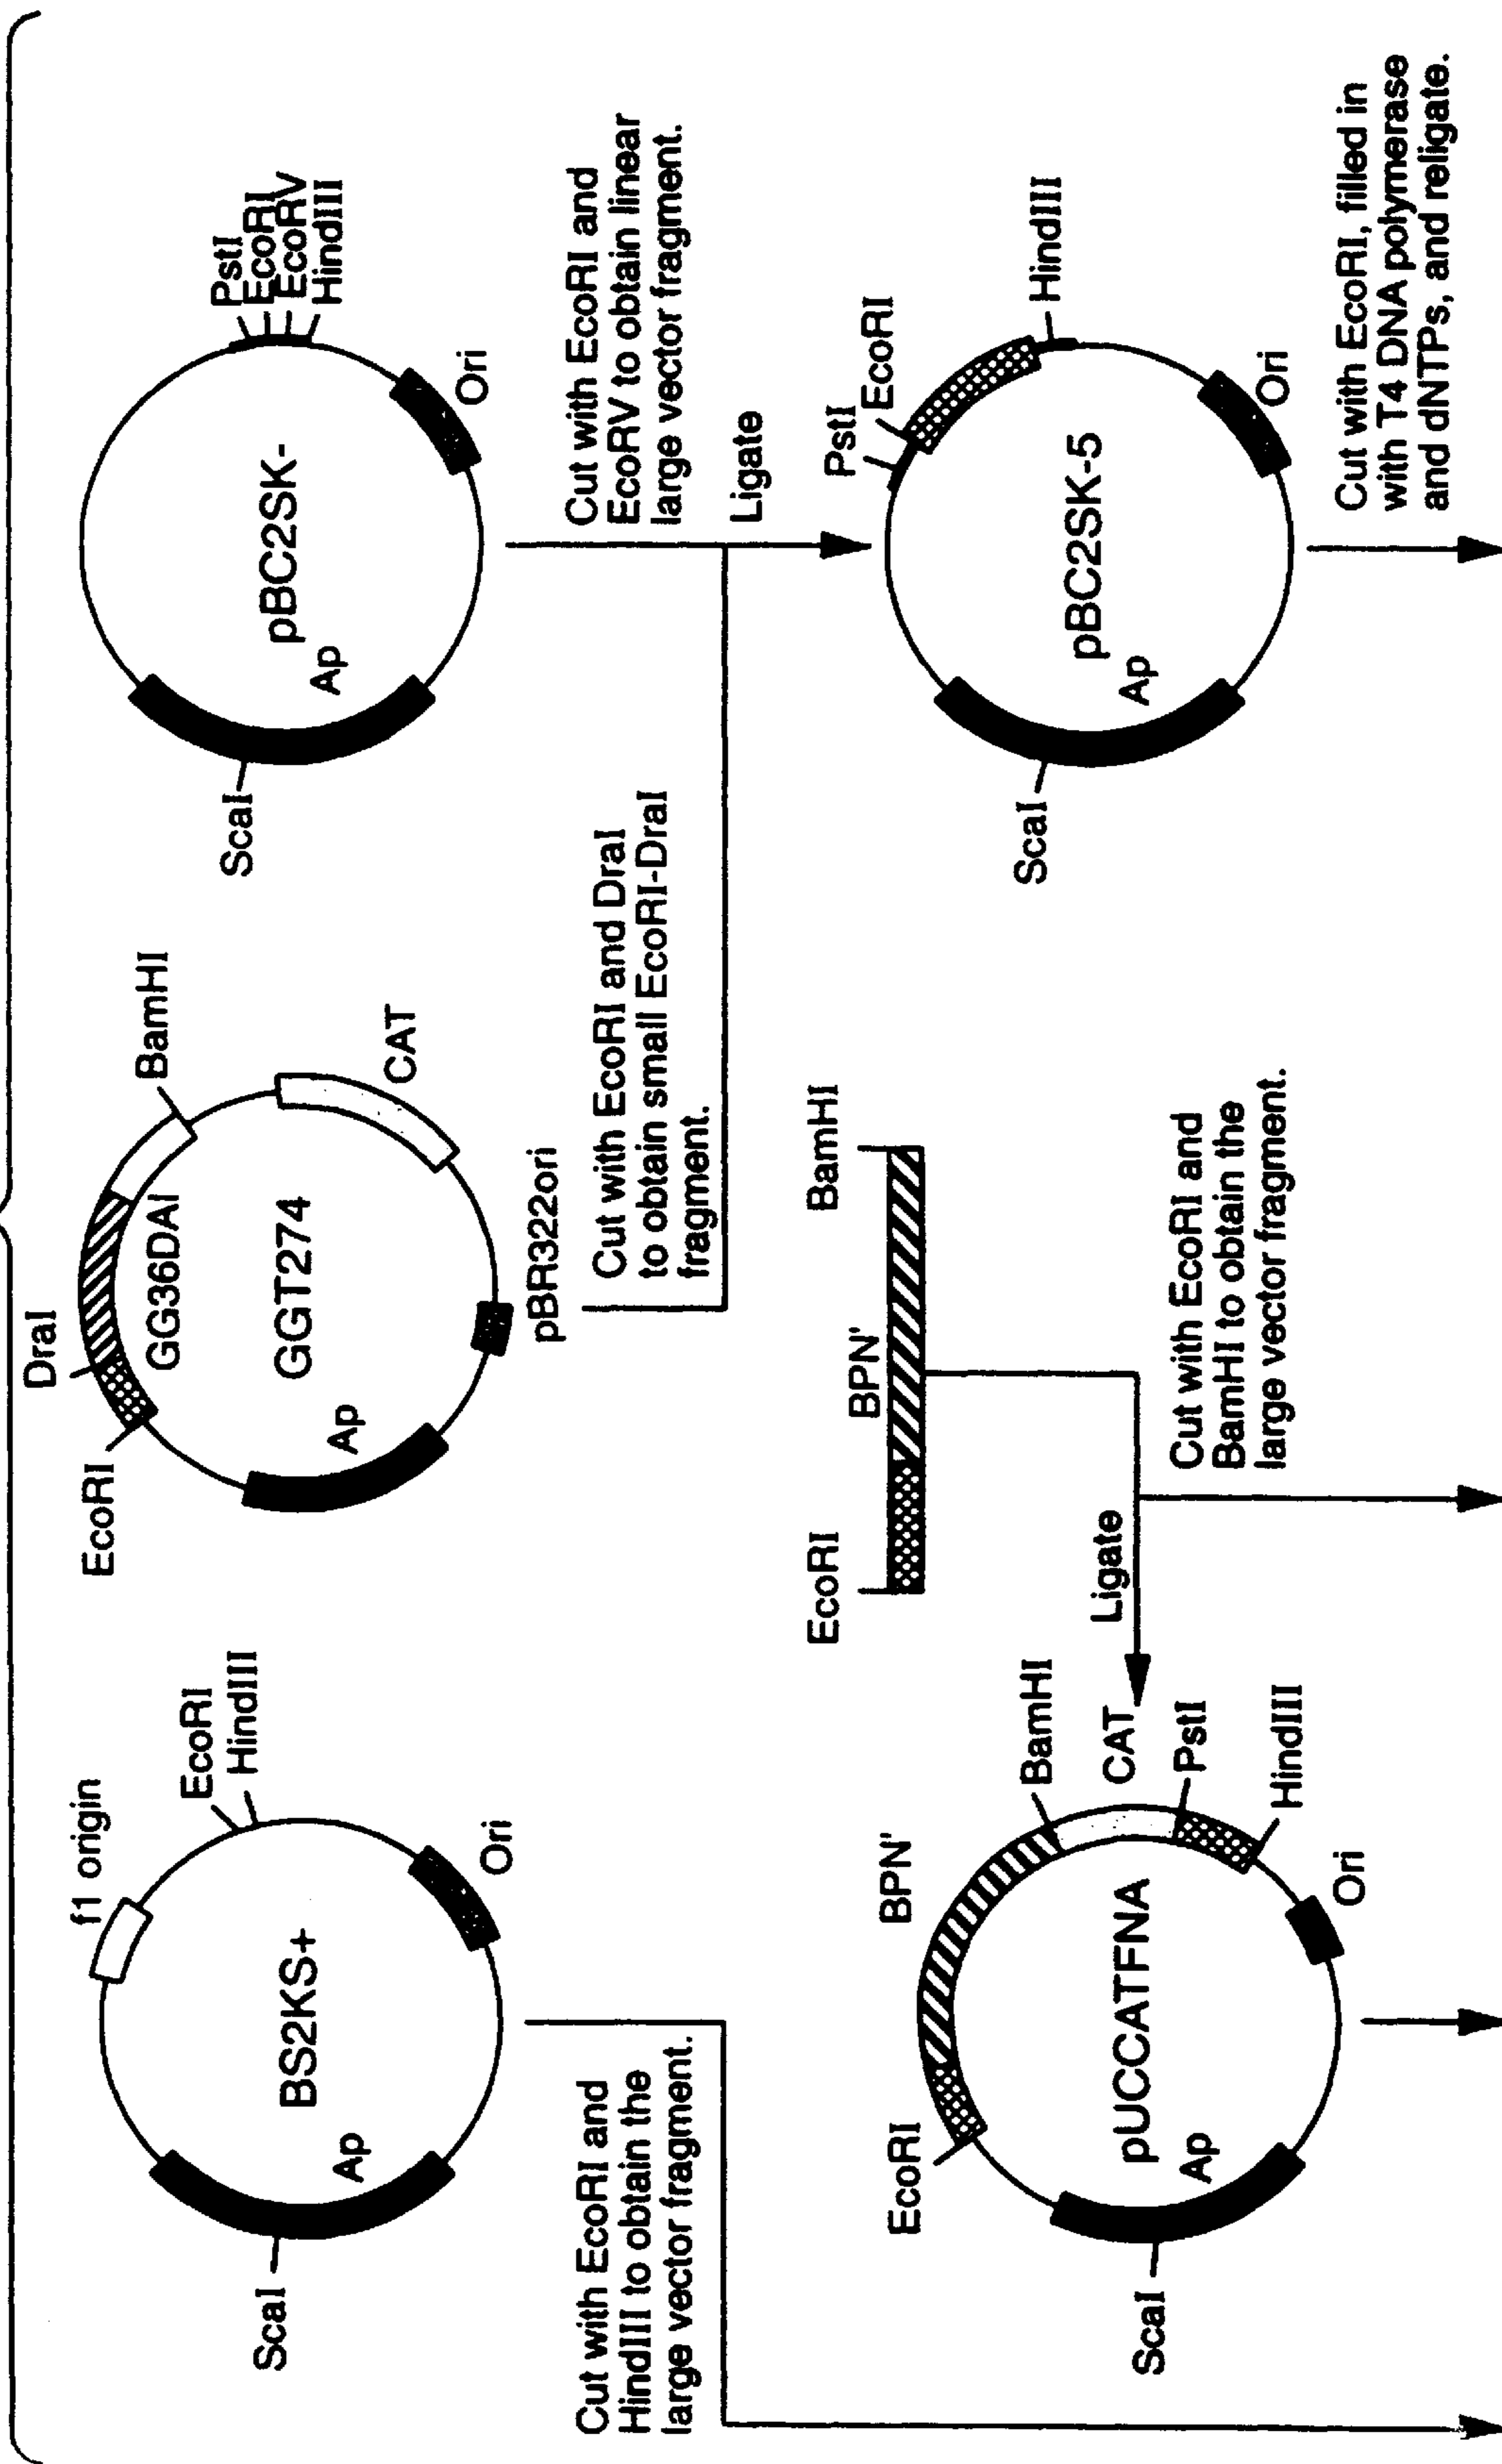 f1 origin
EcoRI
HindIII
ScaI
BS2KS+
Ap
Ori
DraI
EcoRI
BamHI
GG36DAI
GGT274
Ap
CAT
pBR322ori
PstI
EcoRI
EcoRV
HindIII
ScaI
pBC2SK-
Ap
Ori
Cut with EcoRI and
HindIII to obtain the
large vector fragment.
Cut with EcoRI and DraI
to obtain small EcoRI-DraI
fragment.
Cut with EcoRI and
EcoRV to obtain linear
large vector fragment.
Ligate
EcoRI
BPN'
BamHI
EcoRI
BPN'
BamHI
CAT
PstI
HindIII
Ori
pUCCATFNA
Ap
ScaI
Ligate
Cut with EcoRI and
BamHI to obtain the
large vector fragment.
PstI
EcoRI
HindIII
ScaI
pBC2SK-5
Ap
Ori
Cut with EcoRI, filled in
with T4 DNA polymerase
and dNTPs, and religate.